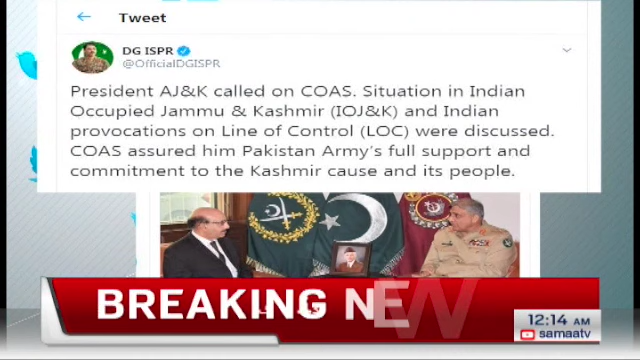 Tweet
DG ISPR
@OfficialDGISPR
President AJ&K called on COAS. Situation in Indian
Occupied Jammu & Kashmir (IOJ&K) and Indian
provocations on Line of Control (LOC) were discussed.
COAS assured him Pakistan Army's full support and
commitment to the Kashmir cause and its people.
BREAKING NEW
12:14 AM
samaatv